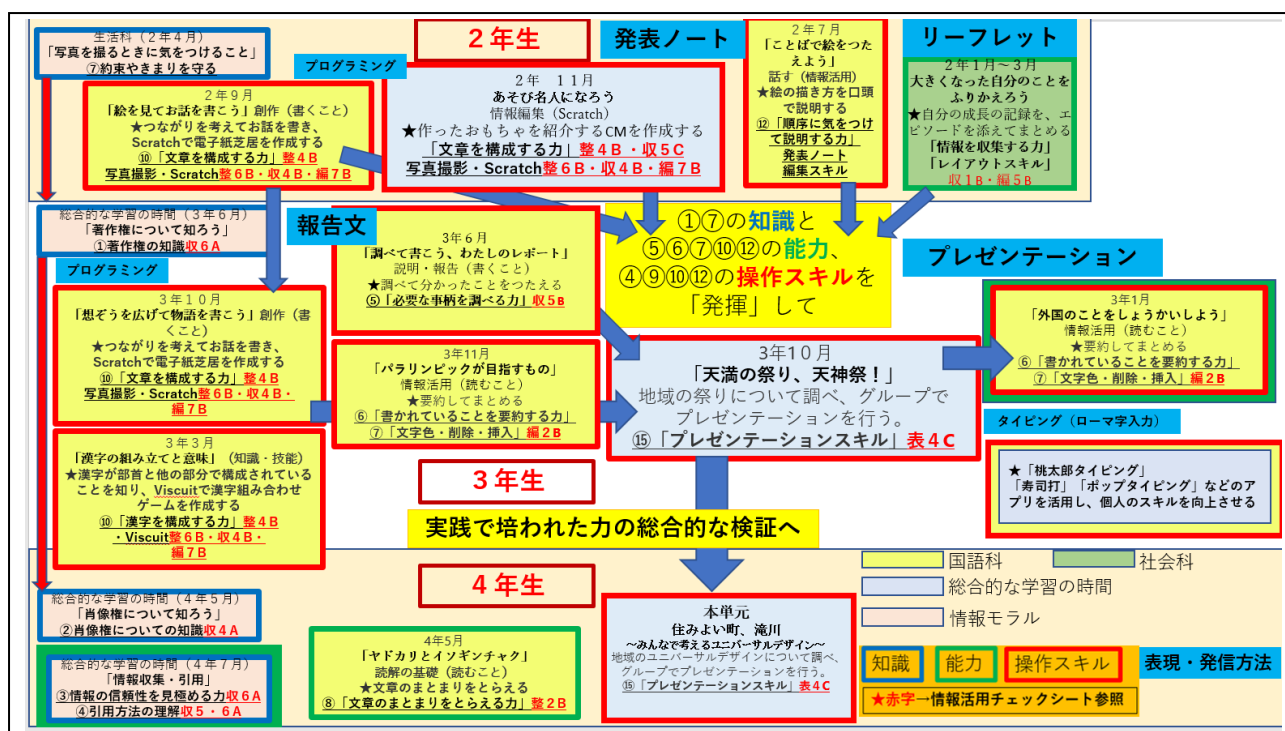 生活科（２年４月）
「写真を撮るときに気をつけること」
⑦約束やきまりを守る
２年生
発表ノート
プログラミング
２年９月
「絵を見てお話を書こう」創作（書くこと）
★つながりを考えてお話を書き、
Scratchで電子紙芝居を作成する
⑩「文章を構成する力」整４B
写真撮影・Scratch整６B・収４B・編７B
２年 １１月
あそび名人になろう
情報編集（Scratch）
★作ったおもちゃを紹介するCMを作成する
「文章を構成する力」整４B・収５C
写真撮影・Scratch整６B・収４B・編７B
２年７月
「ことばで絵をつた
えよう」
話す（情報活用）
★絵の描き方を口頭
で説明する
⑫「順序に気をつけ
て説明する力」
発表ノート
編集スキル
リーフレット
２年１月～３月
大きくなった自分のことを
ふりかえろう
★自分の成長の記録を、エ
ピソードを添えてまとめる
「情報を収集する力」
「レイアウトスキル」
収１B・編５B
総合的な学習の時間（３年６月）
「著作権について知ろう」
①著作権の知識収６A
プログラミング
報告文
３年６月
「調べて書こう、わたしのレポート」
説明・報告（書くこと）
★調べて分かったことをつたえる
⑤「必要な事柄を調べる力」収５B
①⑦の知識と
⑤⑥⑦⑩⑫の能力、
④⑨⑩⑫の操作スキルを
「発揮」して
プレゼンテーション
３年１０月
「想ぞうを広げて物語を書こう」創作（書
くこと）
★つながりを考えてお話を書き、
Scratchで電子紙芝居を作成する
⑩「文章を構成する力」整４B
写真撮影・Scratch整６B・収４B・
編７B
3年11月
「パラリンピックが目指すもの」
情報活用（読むこと）
★要約してまとめる
⑥「書かれていることを要約する力」
⑦「文字色・削除・挿入」編２B
3年10月
「天満の祭り、天神祭！」
地域の祭りについて調べ、グループで
プレゼンテーションを行う。
⑮「プレゼンテーションスキル」表４C
3年1月
「外国のことをしょうかいしよう」
情報活用（読むこと）
★要約してまとめる
⑥「書かれていることを要約する力」
⑦「文字色・削除・挿入」編２B
タイピング（ローマ字入力）
★「桃太郎タイピング」
「寿司打」「ポップタイピング」などのア
プリを活用し、個人のスキルを向上させる
３年３月
「漢字の組み立てと意味」（知識・技能）
★漢字が部首と他の部分で構成されている
ことを知り、Viscuitで漢字組み合わせ
ゲームを作成する
⑩「漢字を構成する力」整４B
・Viscuit整６B・収４B・
編７B
３年生
実践で培われた力の総合的な検証へ
４年生
総合的な学習の時間（４年５月）
「肖像権について知ろう」
②肖像権についての知識収４A
総合的な学習の時間（４年７月）
「情報収集・引用」
③情報の信頼性を見極める力収６A
④引用方法の理解収５・６A
4年5月
「ヤドカリとイソギンチャク」
読解の基礎（読むこと）
★文章のまとまりをとらえる
⑧「文章のまとまりをとらえる力」整２B
本単元
住みよい町、滝川
～みんなで考えるユニバーサルデザイン～
地域のユニバーサルデザインについて調べ、
グループでプレゼンテーションを行う。
⑮「プレゼンテーションスキル」表４C
国語科
社会科
総合的な学習の時間
情報モラル
知識
能力
操作スキル
表現・発信方法
★赤字→情報活用チェックシート参照